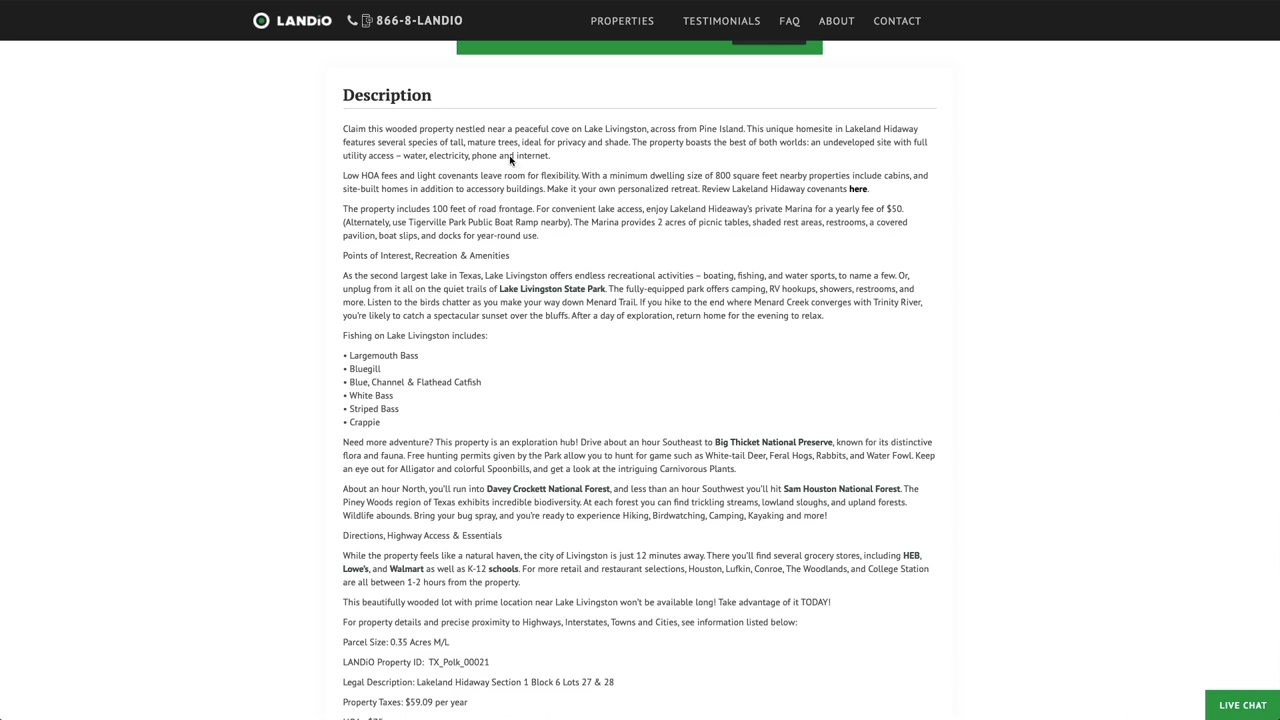 LANDiO 866-8-LANDIO PROPERTIES TESTIMONIALS FAQ ABOUT CONTACT
Description
Claim this wooded property nestled near a peaceful cove on Lake Livingston, across from Pine Island. This unique homesite in Lakeland Hidaway
features several species of tall, mature trees, ideal for privacy and shade. The property boasts the best of both worlds: an undeveloped site with full
utility access – water, electricity, phone and internet.
Low HOA fees and light covenants leave room for flexibility. With a minimum dwelling size of 800 square feet nearby properties include cabins, and
site-built homes in addition to accessory buildings. Make it your own personalized retreat. Review Lakeland Hidaway covenants here.
The property includes 100 feet of road frontage. For convenient lake access, enjoy Lakeland Hideaway's private Marina for a yearly fee of $50.
(Alternately, use Tigerville Park Public Boat Ramp nearby). The Marina provides 2 acres of picnic tables, shaded rest areas, restrooms, a covered
pavilion, boat slips, and docks for year-round use.
Points of Interest, Recreation & Amenities
As the second largest lake in Texas, Lake Livingston offers endless recreational activities – boating, fishing, and water sports, to name a few. Or,
unplug from it all on the quiet trails of Lake Livingston State Park. The fully-equipped park offers camping, RV hookups, showers, restrooms, and
more. Listen to the birds chatter as you make your way down Menard Trail. If you hike to the end where Menard Creek converges with Trinity River,
you're likely to catch a spectacular sunset over the bluffs. After a day of exploration, return home for the evening to relax.
Fishing on Lake Livingston includes:
• Largemouth Bass
• Bluegill
• Blue, Channel & Flathead Catfish
• White Bass
• Striped Bass
• Crappie
Need more adventure? This property is an exploration hub! Drive about an hour Southeast to Big Thicket National Preserve, known for its distinctive
flora and fauna. Free hunting permits given by the Park allow you to hunt for game such as White-tail Deer, Feral Hogs, Rabbits, and Water Fowl. Keep
an eye out for Alligator and colorful Spoonbills, and get a look at the intriguing Carnivorous Plants.
About an hour North, you'll run into Davey Crockett National Forest, and less than an hour Southwest you'll hit Sam Houston National Forest. The
Piney Woods region of Texas exhibits incredible biodiversity. At each forest you can find trickling streams, lowland sloughs, and upland forests.
Wildlife abounds. Bring your bug spray, and you're ready to experience Hiking, Birdwatching, Camping, Kayaking and more!
Directions, Highway Access & Essentials
While the property feels like a natural haven, the city of Livingston is just 12 minutes away. There you'll find several grocery stores, including HEB,
Lowe's, and Walmart as well as K-12 schools. For more retail and restaurant selections, Houston, Lufkin, Conroe, The Woodlands, and College Station
are all between 1-2 hours from the property.
This beautifully wooded lot with prime location near Lake Livingston won't be available long! Take advantage of it TODAY!
For property details and precise proximity to Highways, Interstates, Towns and Cities, see information listed below:
Parcel Size: 0.35 Acres M/L
LANDiO Property ID: TX_Polk_00021
Legal Description: Lakeland Hidaway Section 1 Block 6 Lots 27 & 28
Property Taxes: $59.09 per year
LIVE CHAT